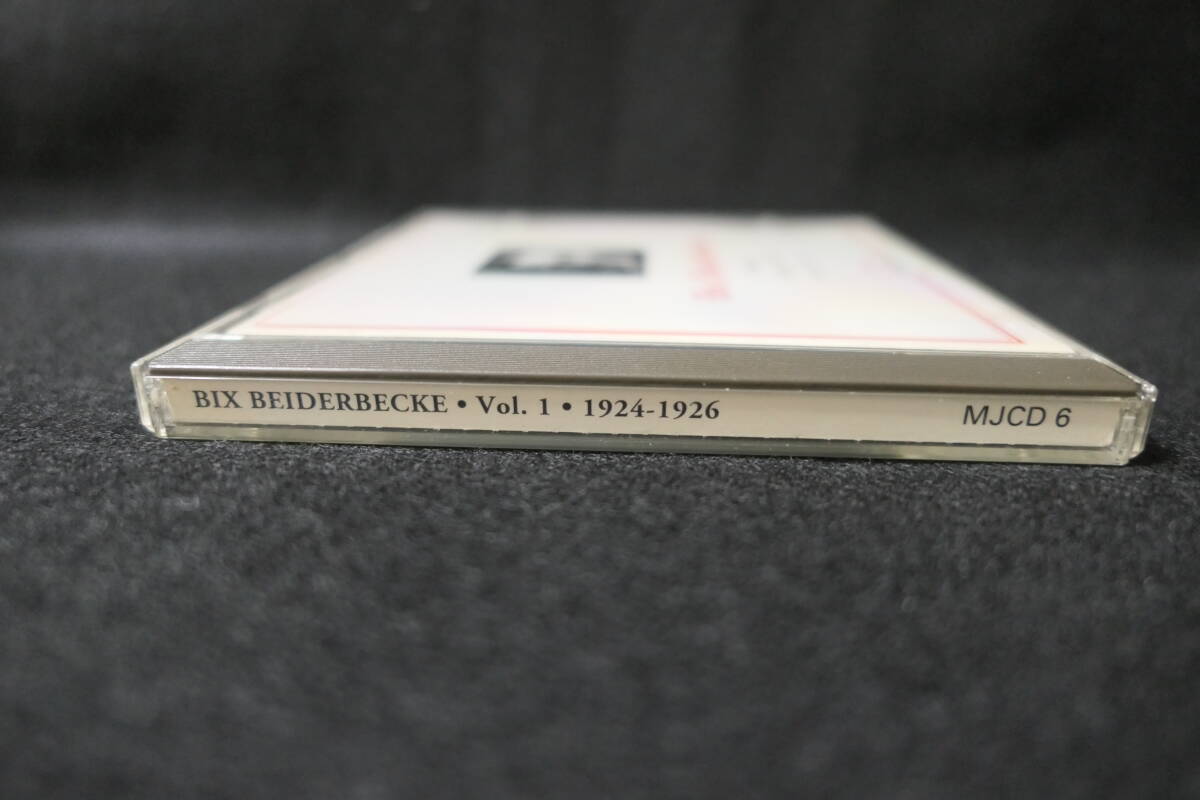 BIX BEIDERBECKE • Vol. 1 • 1924-1926
MJCD 6